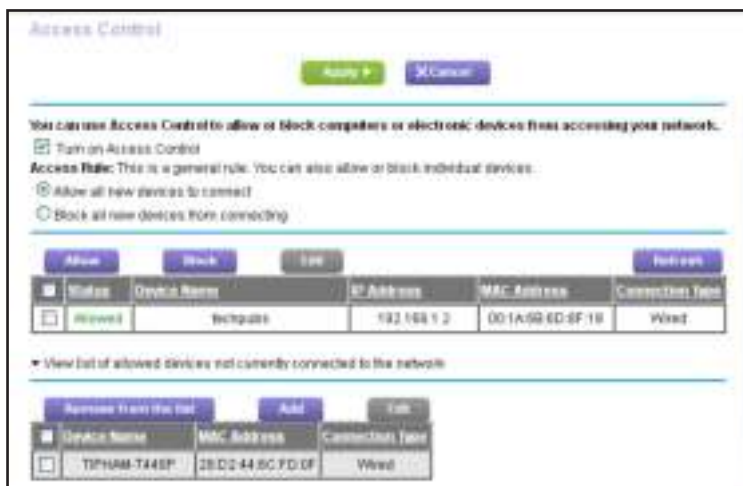 Access Control
Apply ▶ X Cancel
You can use Access Control to allow or block computers or electronic devices from accessing your network.
Turn on Access Control
Access Rule: This is a general rule. You can also allow or block individual devices.
Allow all new devices to connect
Block all new devices from connecting
Allow Block Edit Refresh
Status Device Name IP Address MAC Address Connection Type
Allowed techpubs 192.168.1.2 Wired
View list of allowed devices not currently connected to the network
Remove from the list Add Edit
Device Name MAC Address Connection Type
Wired